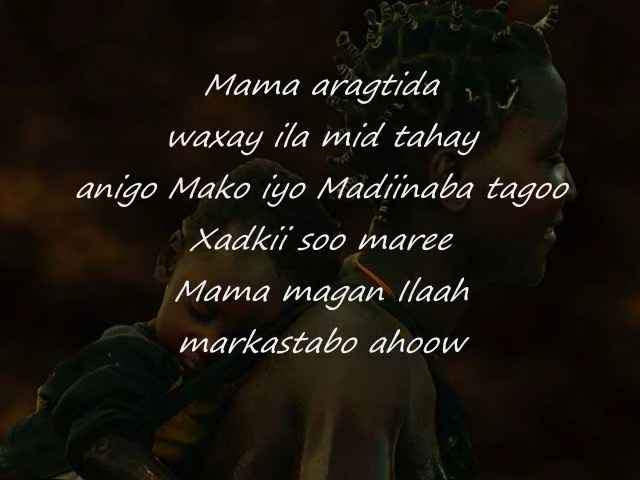 Mama aragtida
waxay ila mid tahay
anigo Mako iyo Madiinaba tagoo
Xadkii soo maree
Mama magan Ilaah
markastabo ahoow